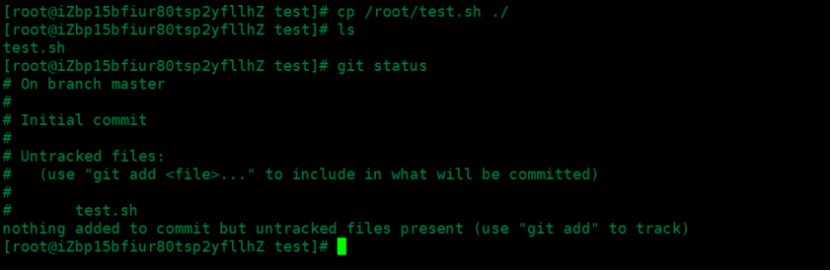 [root@iZbp15bfiur80tsp2yfllhZ test]# cp /root/test.sh ./
[root@iZbp15bfiur80tsp2yfllhZ test]# ls
test.sh
[root@iZbp15bfiur80tsp2yfllhZ test]# git status
# On branch master
#
# Initial commit
#
# Untracked files:
#   (use "git add <file>..." to include in what will be committed)
#
#       test.sh
nothing added to commit but untracked files present (use "git add" to track)
[root@iZbp15bfiur80tsp2yfllhZ test]#